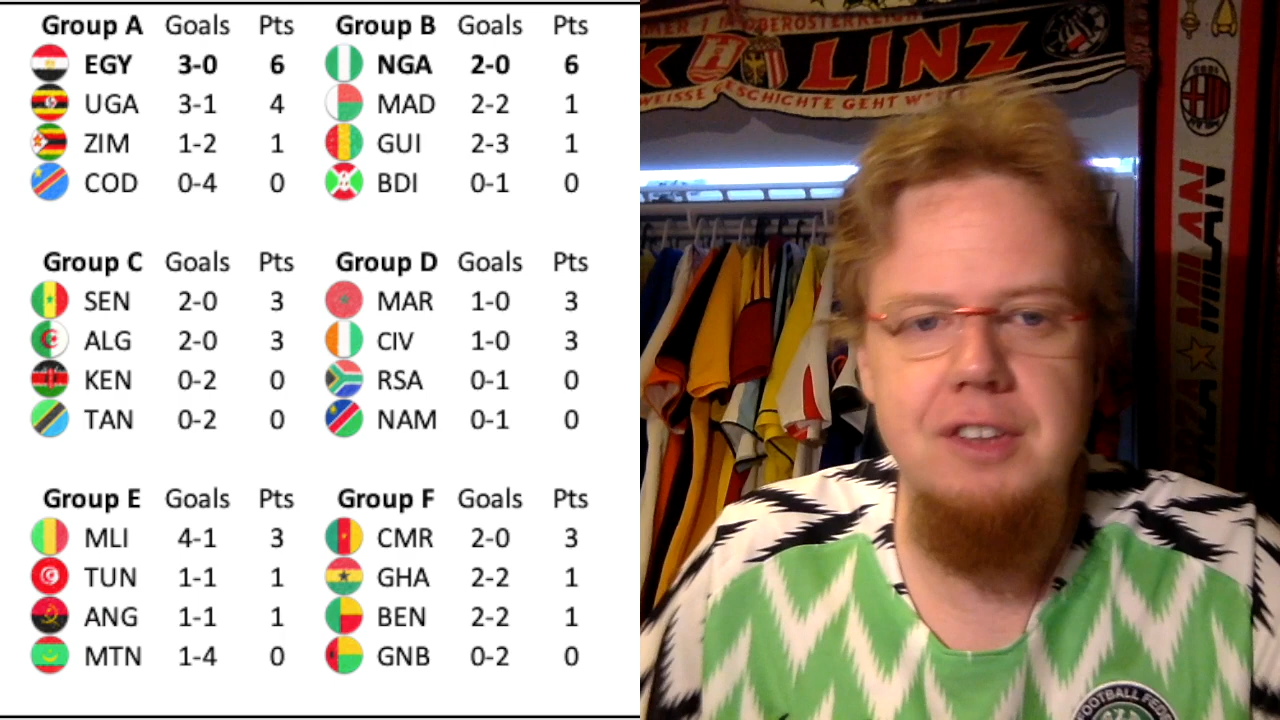 Group A Goals Pts
EGY 3-0 6
UGA 3-1 4
ZIM 1-2 1
COD 0-4 0
Group B Goals Pts
NGA 2-0 6
MAD 2-2 1
GUI 2-3 1
BDI 0-1 0
Group C Goals Pts
SEN 2-0 3
ALG 2-0 3
KEN 0-2 0
TAN 0-2 0
Group D Goals Pts
MAR 1-0 3
CIV 1-0 3
RSA 0-1 0
NAM 0-1 0
Group E Goals Pts
MLI 4-1 3
TUN 1-1 1
ANG 1-1 1
MTN 1-4 0
Group F Goals Pts
CMR 2-0 3
GHA 2-2 1
BEN 2-2 1
GNB 0-2 0
OBERÖSTERREICH
K LINZ
WEISSE GESCHICHTE GEHT
MILAN
FOOTBALL